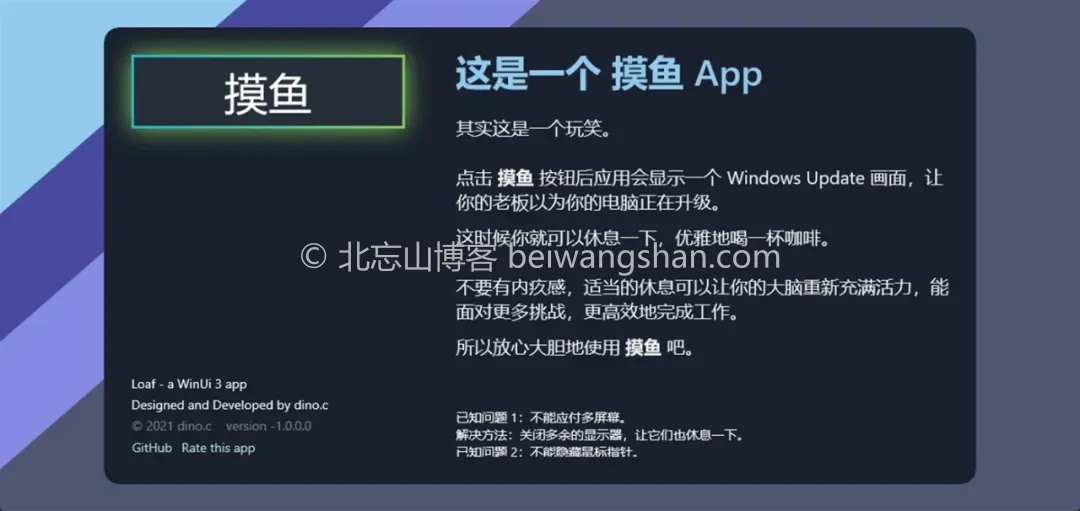 摸鱼
这是一个 摸鱼 App
其实这是一个玩笑。
点击 摸鱼 按钮后应用会显示一个 Windows Update 画面，让
你的老板以为你的电脑正在升级。
这时候你就可以休息一下，优雅地喝一杯咖啡。
© 北忘山博客 beiwangshan.com
不要有内疚感，适当的休息可以让你的大脑重新充满活力，能
面对更多挑战，更高效地完成工作。
所以放心大胆地使用 摸鱼 吧。
Loaf - a WinUi 3 app
Designed and Developed by dino.c
© 2021 dino.c version -1.0.0.0
GitHub Rate this app
已知问题 1：不能应付多屏幕。
解决方法：关闭多余的显示器，让它们也休息一下。
已知问题 2：不能隐藏鼠标指针。